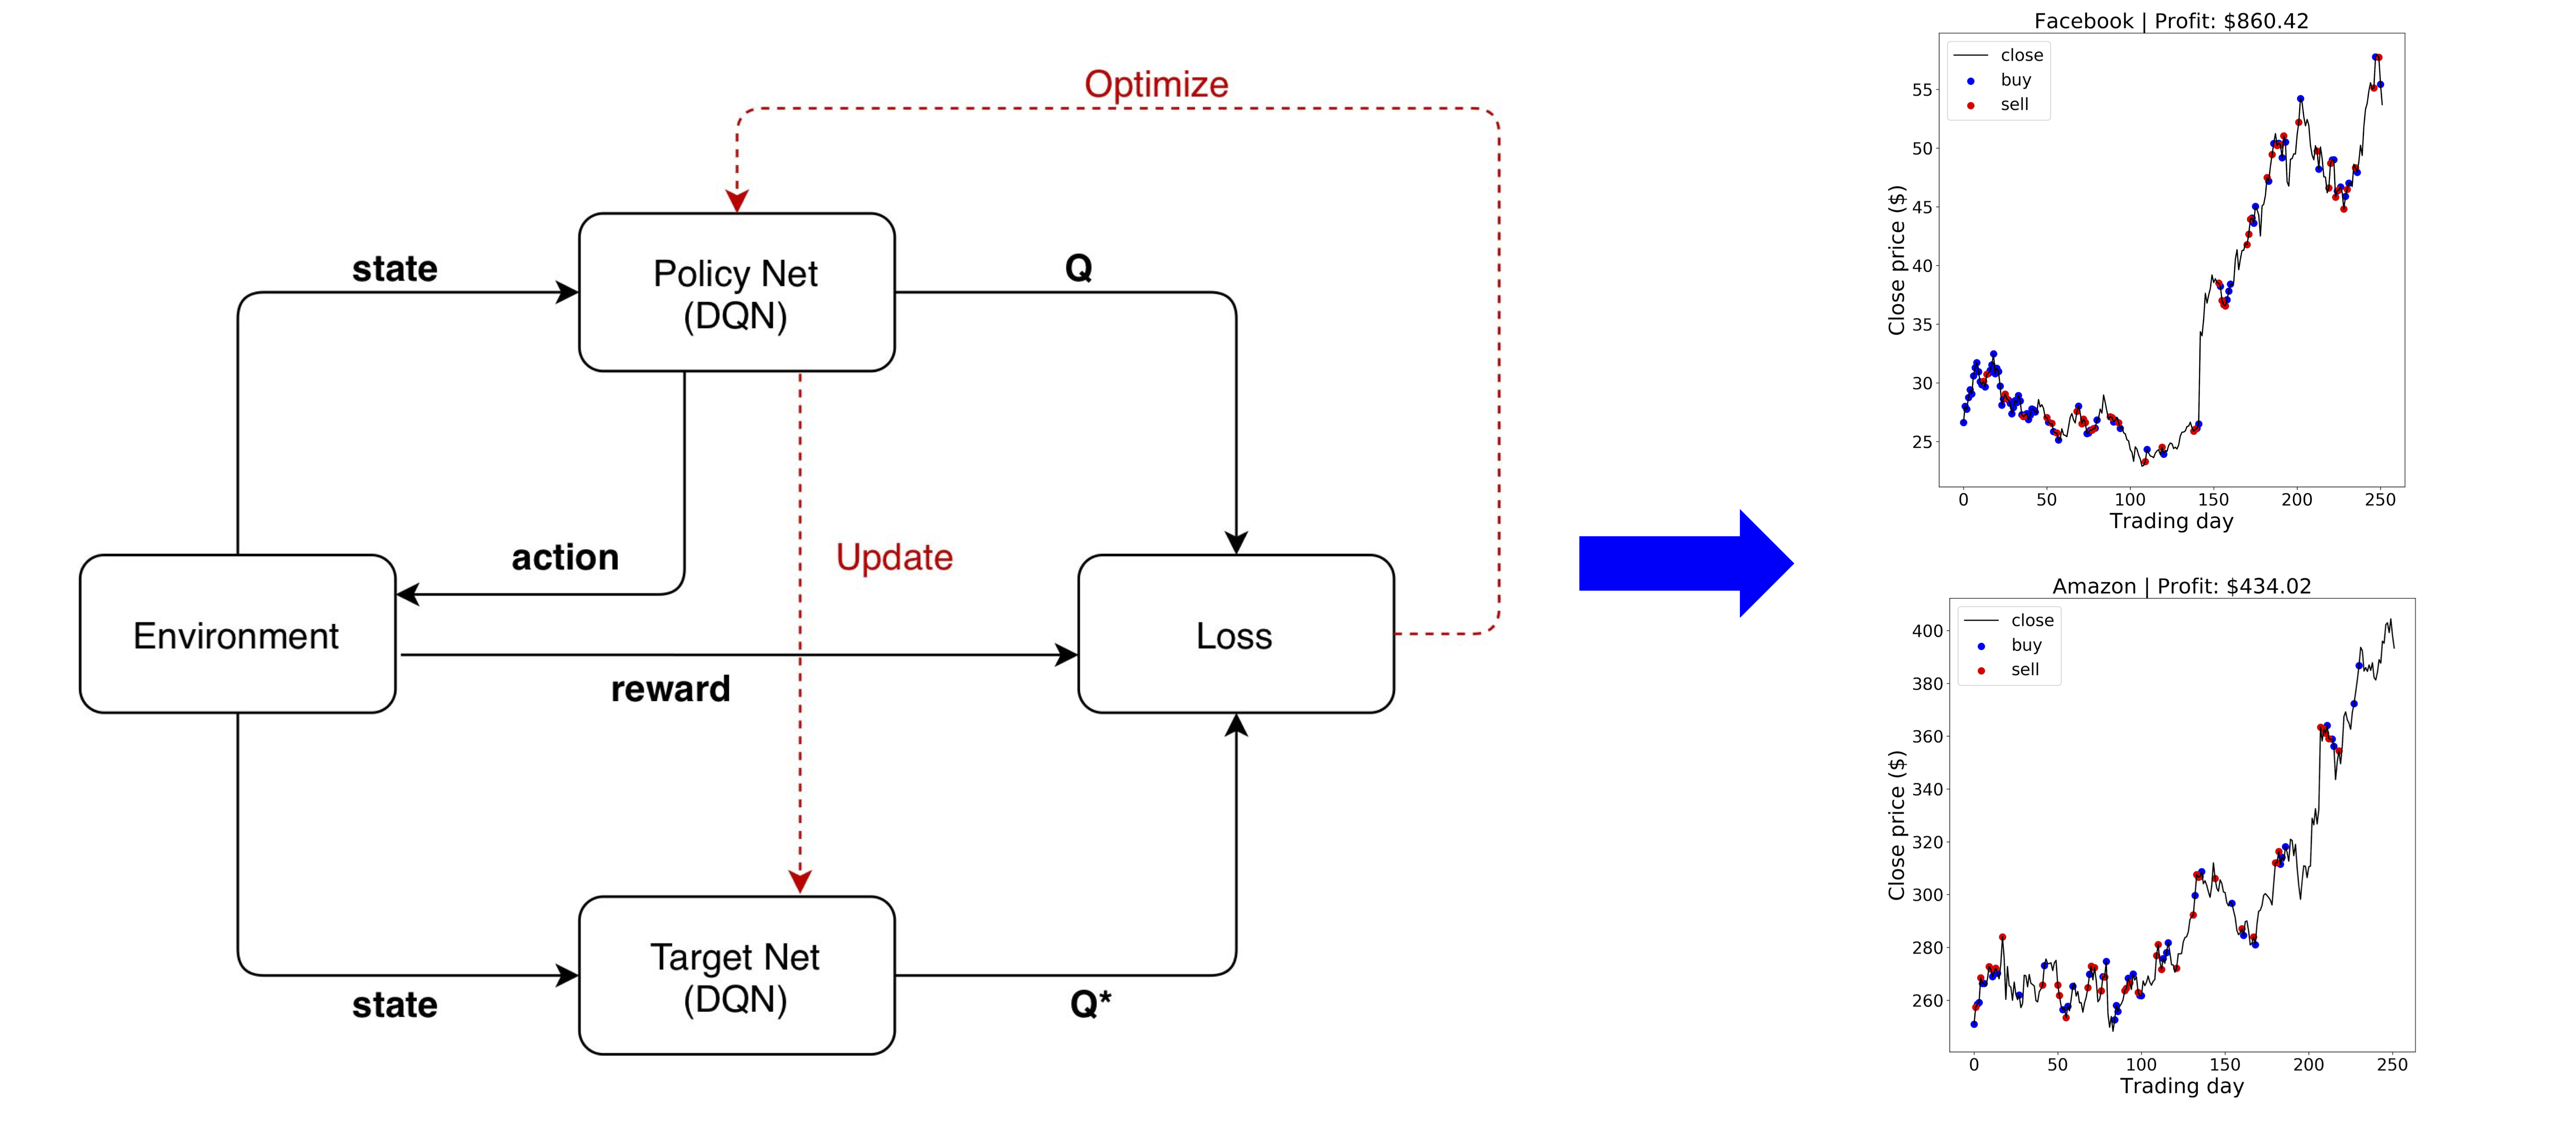 Optimize
state
Policy Net
(DQN)
Q
action
Update
Environment
reward
Loss
Target Net
(DQN)
state
Q*
Facebook | Profit: $860.42
close
buy
sell
Close price ($)
55
50
45
40
35
30
25
0 50 100 150 200 250
Trading day
Amazon | Profit: $434.02
close
buy
sell
Close price ($)
400
380
360
340
320
300
280
260
0 50 100 150 200 250
Trading day